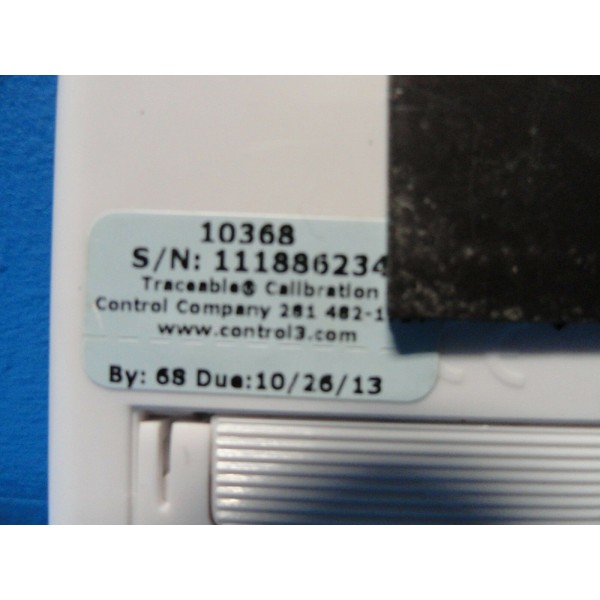 10368
S/N: 111886234
Traceable® Calibration
Control Company 281 482-1
www.control3.com
By: 68 Due:10/26/13